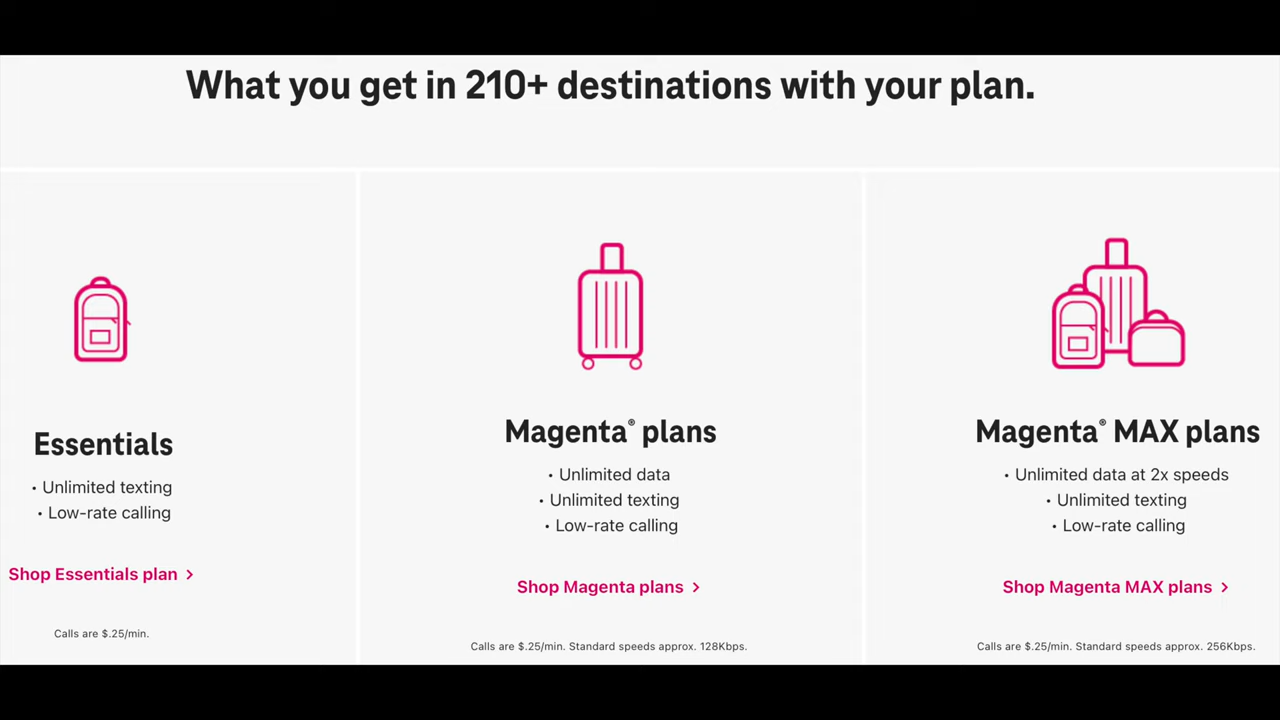 What you get in 210+ destinations with your plan.
Essentials
• Unlimited texting
• Low-rate calling
Shop Essentials plan >
Calls are $.25/min.
Magenta® plans
• Unlimited data
• Unlimited texting
• Low-rate calling
Shop Magenta plans >
Calls are $.25/min. Standard speeds approx. 128Kbps.
Magenta® MAX plans
• Unlimited data at 2x speeds
• Unlimited texting
• Low-rate calling
Shop Magenta MAX plans >
Calls are $.25/min. Standard speeds approx. 256Kbps.